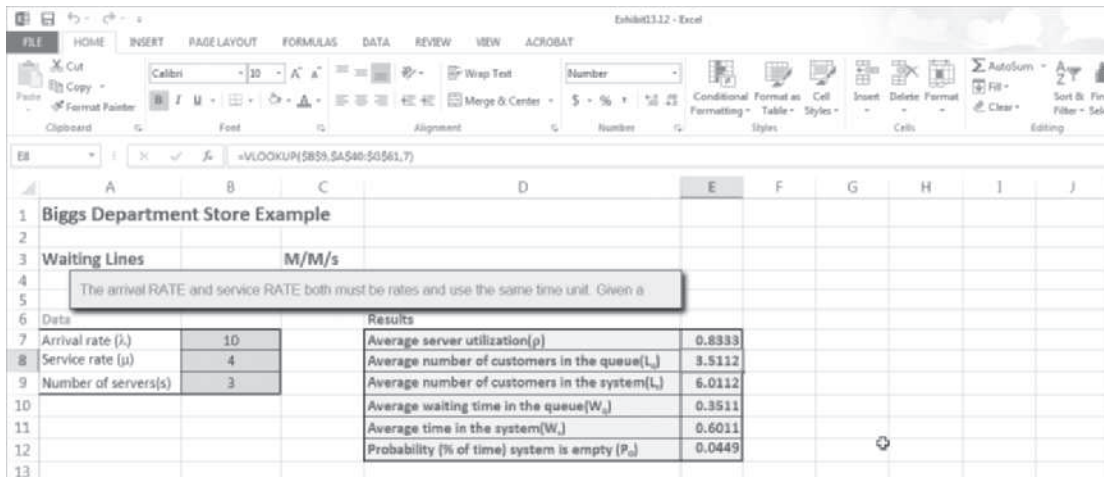 Exhibit13.12 - Excel
FILE HOME INSERT PAGE LAYOUT FORMULAS DATA REVIEW VIEW ACROBAT
Cut
Copy
Format Painter
Paste
Calibri 10
Wrap Text
Merge & Center
Number
Conditional Formatting
Format as Table
Cell Styles
Insert Delete Format
AutoSum
Fill
Clear
Sort & Filter
Clipboard Font Alignment Number Styles Cells Editing
E8 =VLOOKUP($B$9,$A$40:$G$61,7)
A B C D E F G H I J
1 Biggs Department Store Example
2
3 Waiting Lines M/M/s
4
The arrival RATE and service RATE both must be rates and use the same time unit. Given a
5
6 Data Results
7 Arrival rate (λ) 10 Average server utilization(ρ) 0.8333
8 Service rate (μ) 4 Average number of customers in the queue(Lq) 3.5112
9 Number of servers(s) 3 Average number of customers in the system(Ls) 6.0112
10 Average waiting time in the queue(Wq) 0.3511
11 Average time in the system(Ws) 0.6011
12 Probability (% of time) system is empty (P0) 0.0449
13